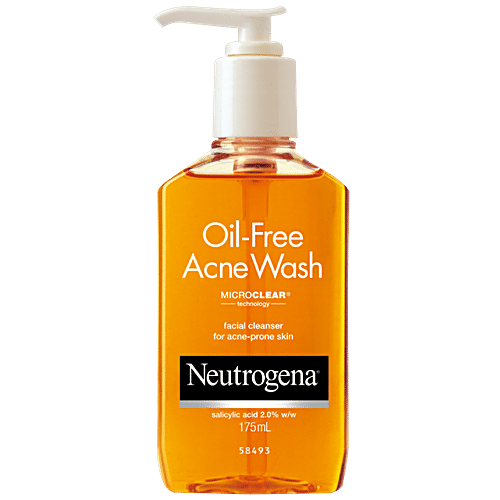 Oil-Free
Acne Wash
MICROCLEAR®
technology
facial cleanser
for acne-prone skin
Neutrogena®
salicylic acid 2.0% w/w
175mL
58493